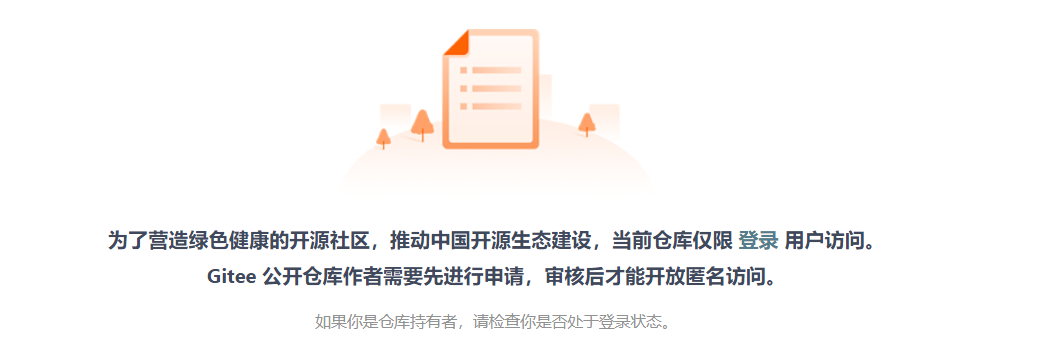 为了营造绿色健康的开源社区，推动中国开源生态建设，当前仓库仅限 登录 用户访问。
Gitee 公开仓库作者需要先进行申请，审核后才能开放匿名访问。
如果你是仓库持有者，请检查你是否处于登录状态。